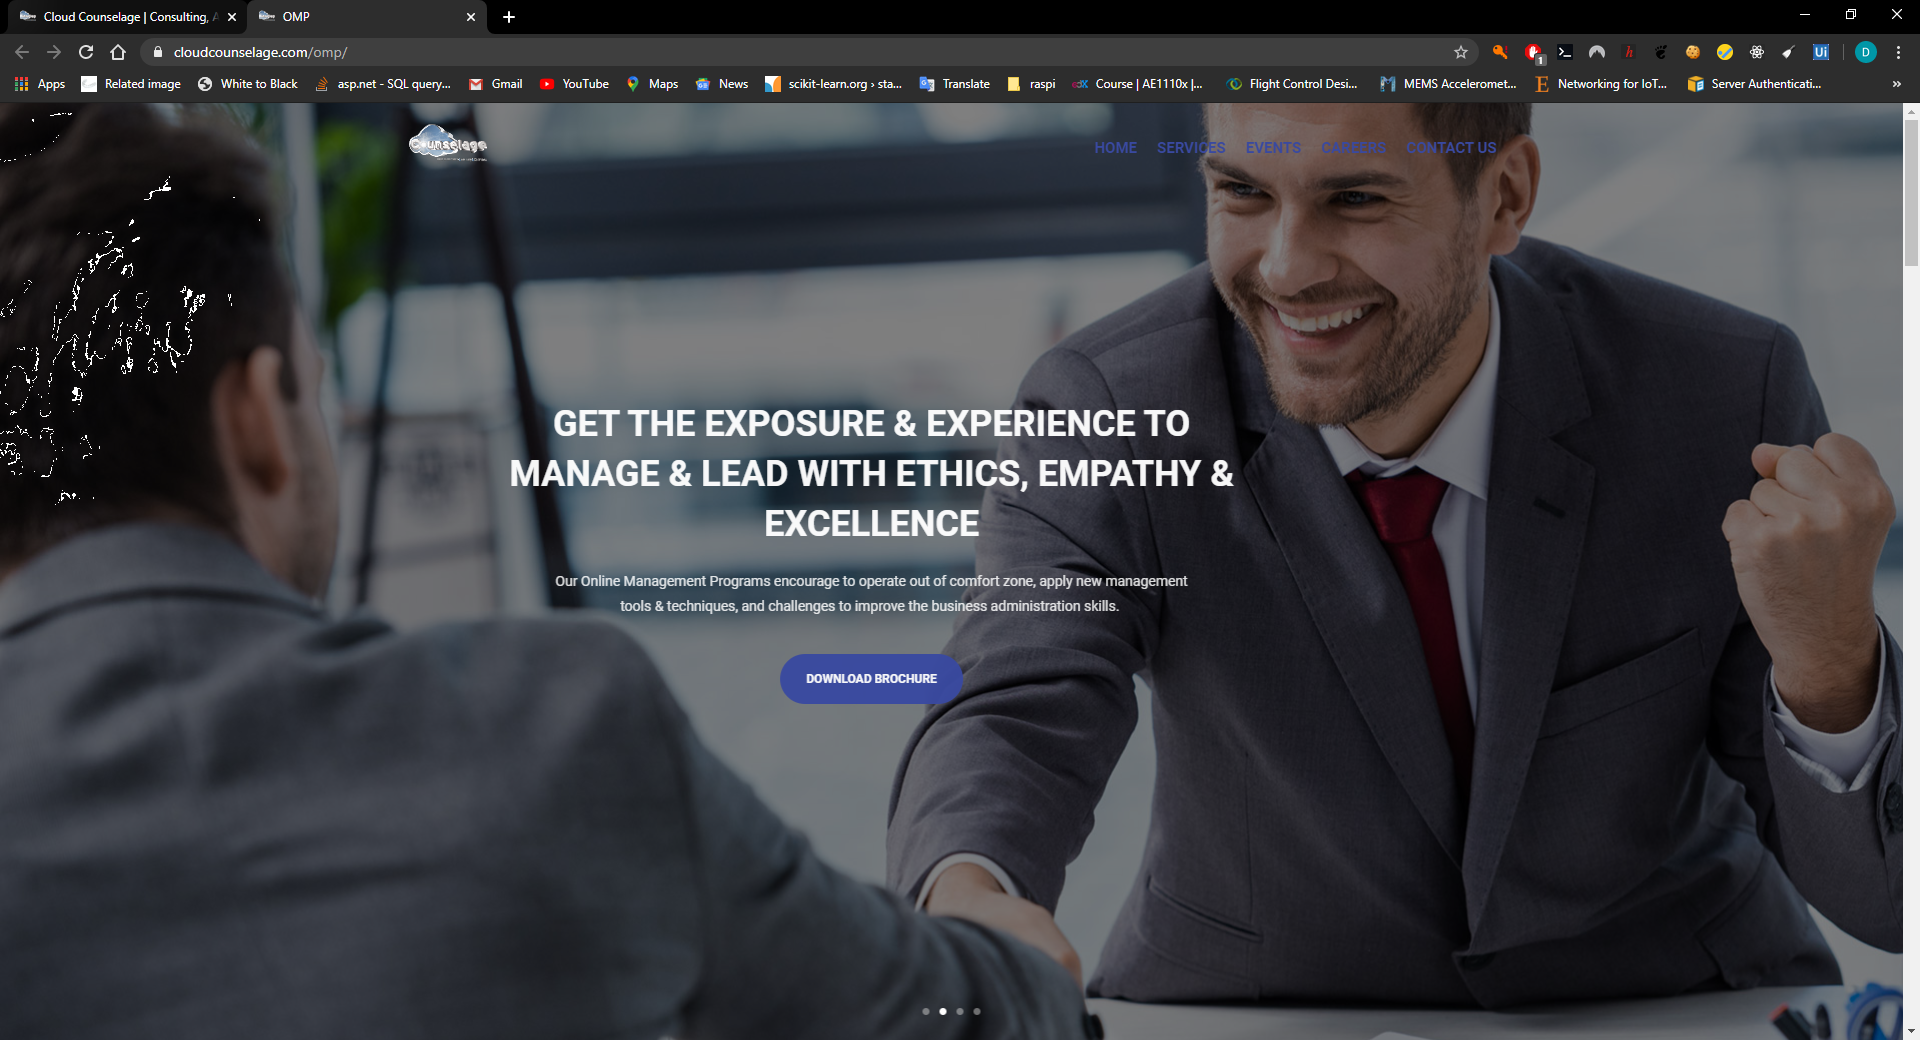 Cloud Counselage | Consulting, A
OMP
cloudcounselage.com/omp/
1
Ui
D
Apps
Related image
White to Black
asp.net - SQL query...
Gmail
YouTube
Maps
News
scikit-learn.org › sta...
Translate
raspi
Course | AE1110x |...
Flight Control Desi...
MEMS Acceleromet...
Networking for IoT...
Server Authenticati...
»
Counselage
HOME
SERVICES
EVENTS
CAREERS
CONTACT US
GET THE EXPOSURE & EXPERIENCE TO
MANAGE & LEAD WITH ETHICS, EMPATHY &
EXCELLENCE
Our Online Management Programs encourage to operate out of comfort zone, apply new management
tools & techniques, and challenges to improve the business administration skills.
DOWNLOAD BROCHURE